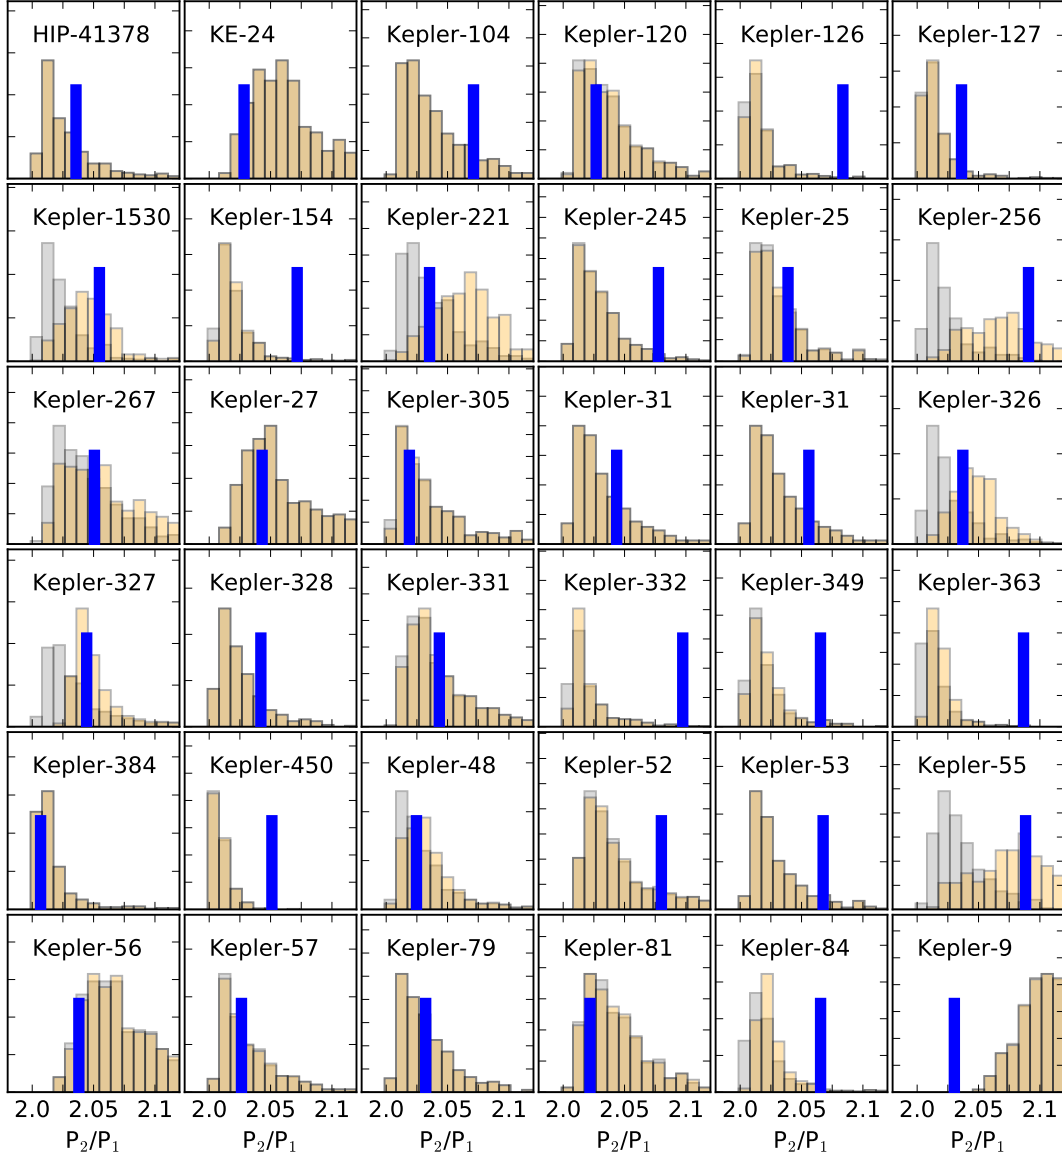 HIP-41378 KE-24 Kepler-104 Kepler-120 Kepler-126 Kepler-127
Kepler-1530 Kepler-154 Kepler-221 Kepler-245 Kepler-25 Kepler-256
Kepler-267 Kepler-27 Kepler-305 Kepler-31 Kepler-31 Kepler-326
Kepler-327 Kepler-328 Kepler-331 Kepler-332 Kepler-349 Kepler-363
Kepler-384 Kepler-450 Kepler-48 Kepler-52 Kepler-53 Kepler-55
Kepler-56 Kepler-57 Kepler-79 Kepler-81 Kepler-84 Kepler-9
2.0 2.05 2.1 2.0 2.05 2.1 2.0 2.05 2.1 2.0 2.05 2.1 2.0 2.05 2.1 2.0 2.05 2.1
P₂/P₁ P₂/P₁ P₂/P₁ P₂/P₁ P₂/P₁ P₂/P₁